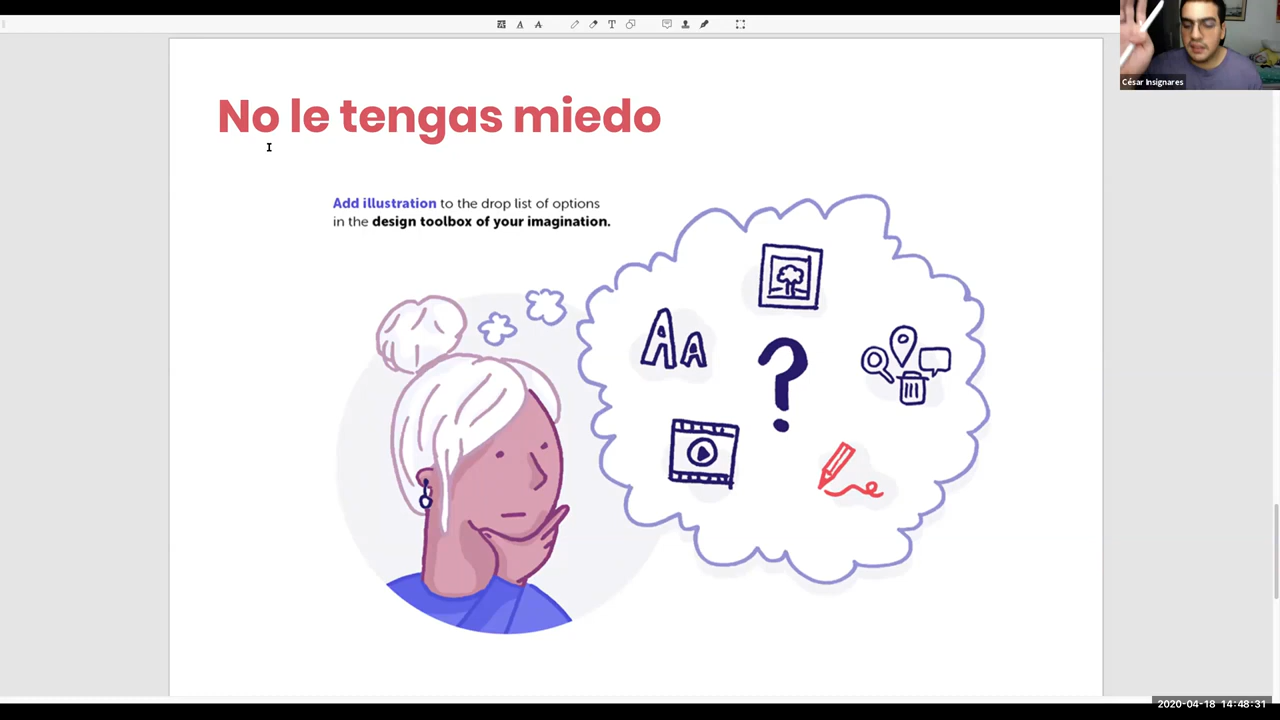 César Insignares
No le tengas miedo
Add illustration to the drop list of options
in the design toolbox of your imagination.
Aa
?
2020-04-18 14:48:31